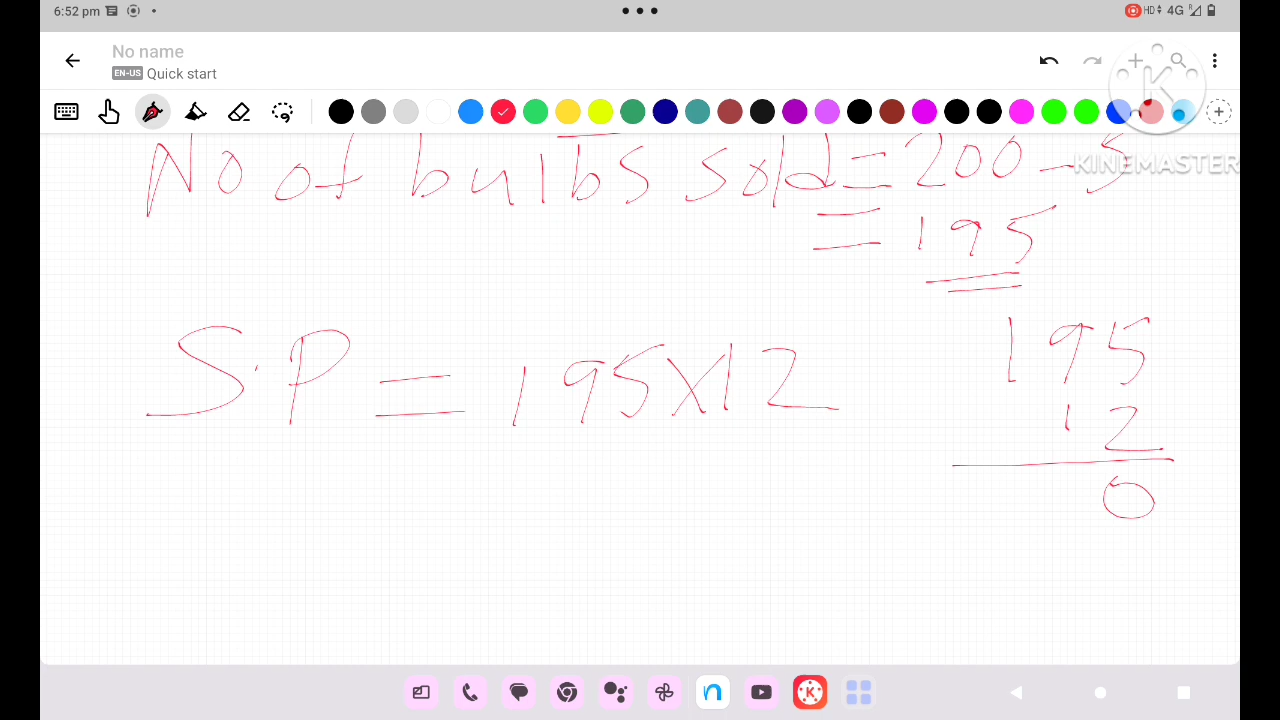 6:52 pm HD 4G
No name
EN-US Quick start
KINEMASTER
No of bulbs sold = 200 - 5
= 195
S.P = 195 X 12
195
12
0